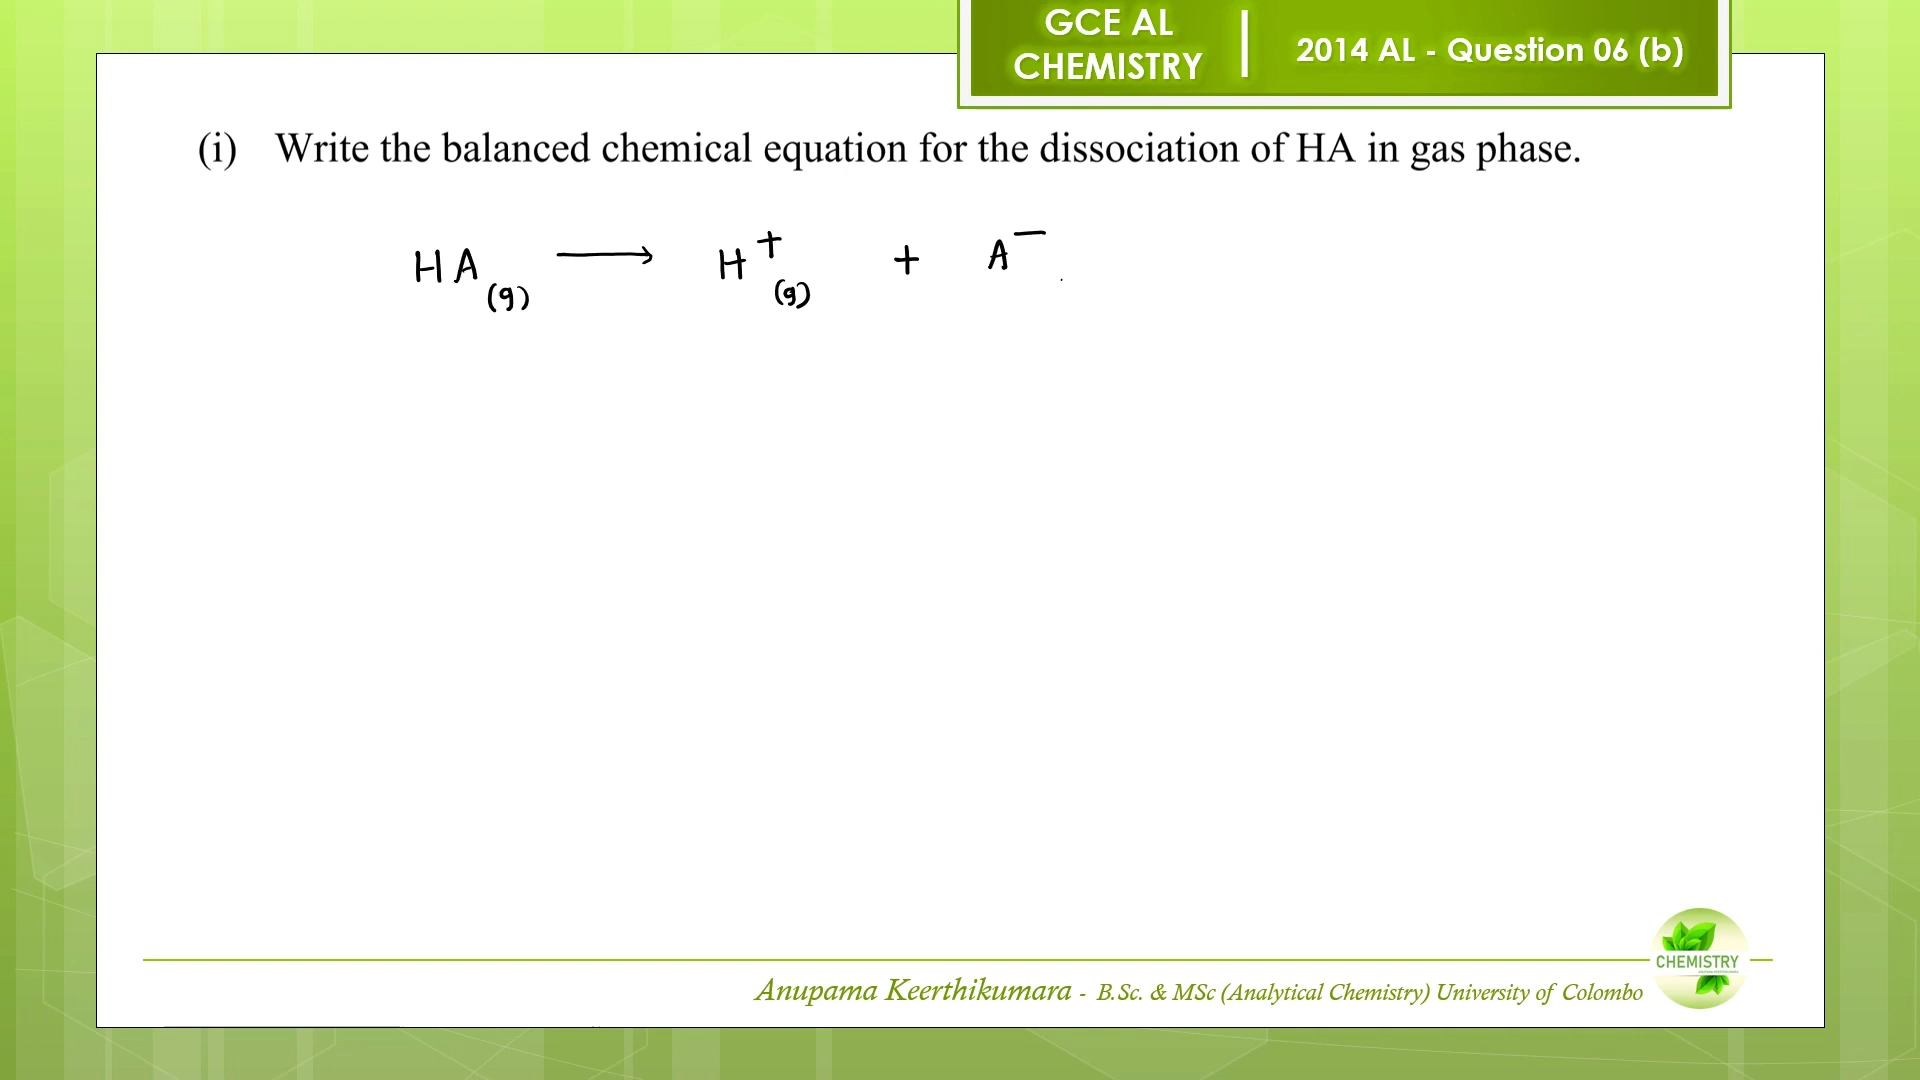 GCE AL
CHEMISTRY
2014 AL - Question 06 (b)
(i) Write the balanced chemical equation for the dissociation of HA in gas phase.
HA(g) ⟶ H⁺(g) + A⁻
CHEMISTRY
Anupama Keerthikumara - B.Sc. & MSc (Analytical Chemistry) University of Colombo